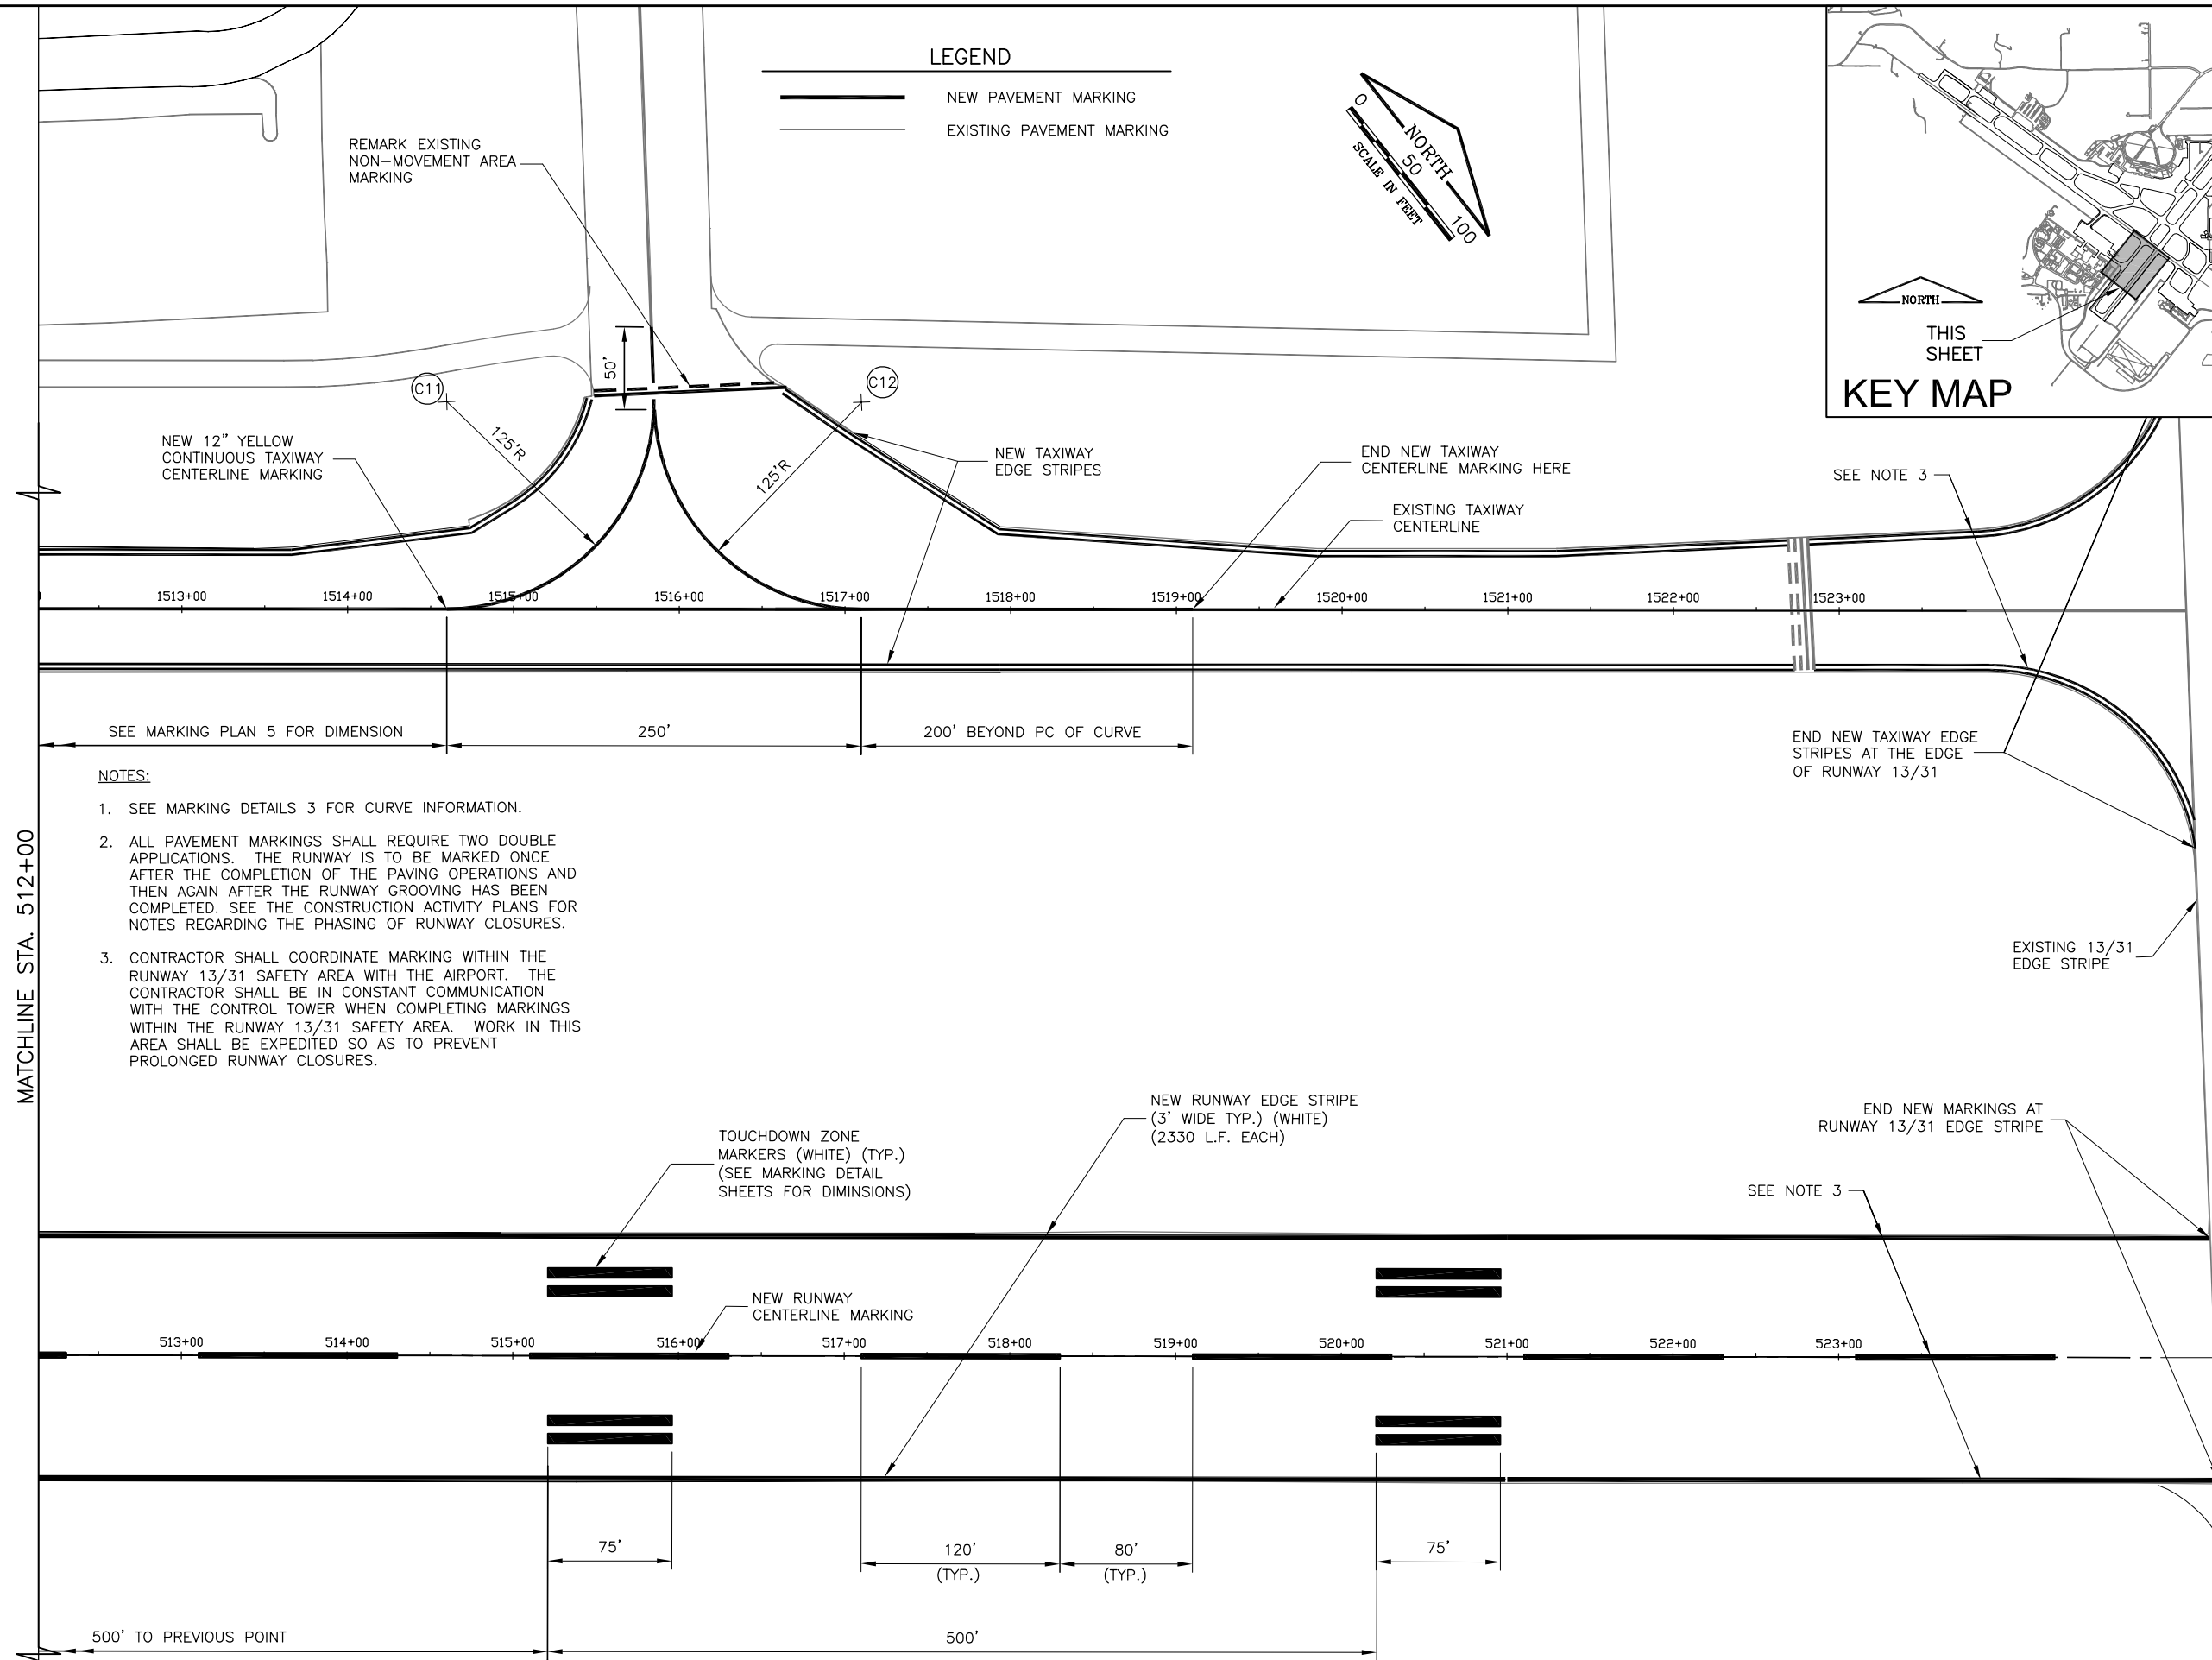 LEGEND
NEW PAVEMENT MARKING
EXISTING PAVEMENT MARKING
0
50
100
NORTH
SCALE IN FEET
NORTH
THIS
SHEET
KEY MAP
REMARK EXISTING
NON-MOVEMENT AREA
MARKING
50'
C11
C12
125'R
125'R
NEW 12" YELLOW
CONTINUOUS TAXIWAY
CENTERLINE MARKING
NEW TAXIWAY
EDGE STRIPES
END NEW TAXIWAY
CENTERLINE MARKING HERE
EXISTING TAXIWAY
CENTERLINE
SEE NOTE 3
1513+00 1514+00 1515+00 1516+00 1517+00 1518+00 1519+00 1520+00 1521+00 1522+00 1523+00
SEE MARKING PLAN 5 FOR DIMENSION
250'
200' BEYOND PC OF CURVE
END NEW TAXIWAY EDGE
STRIPES AT THE EDGE
OF RUNWAY 13/31
NOTES:
1. SEE MARKING DETAILS 3 FOR CURVE INFORMATION.
2. ALL PAVEMENT MARKINGS SHALL REQUIRE TWO DOUBLE
APPLICATIONS. THE RUNWAY IS TO BE MARKED ONCE
AFTER THE COMPLETION OF THE PAVING OPERATIONS AND
THEN AGAIN AFTER THE RUNWAY GROOVING HAS BEEN
COMPLETED. SEE THE CONSTRUCTION ACTIVITY PLANS FOR
NOTES REGARDING THE PHASING OF RUNWAY CLOSURES.
3. CONTRACTOR SHALL COORDINATE MARKING WITHIN THE
RUNWAY 13/31 SAFETY AREA WITH THE AIRPORT. THE
CONTRACTOR SHALL BE IN CONSTANT COMMUNICATION
WITH THE CONTROL TOWER WHEN COMPLETING MARKINGS
WITHIN THE RUNWAY 13/31 SAFETY AREA. WORK IN THIS
AREA SHALL BE EXPEDITED SO AS TO PREVENT
PROLONGED RUNWAY CLOSURES.
MATCHLINE STA. 512+00
EXISTING 13/31
EDGE STRIPE
TOUCHDOWN ZONE
MARKERS (WHITE) (TYP.)
(SEE MARKING DETAIL
SHEETS FOR DIMINSIONS)
NEW RUNWAY EDGE STRIPE
(3' WIDE TYP.) (WHITE)
(2330 L.F. EACH)
END NEW MARKINGS AT
RUNWAY 13/31 EDGE STRIPE
SEE NOTE 3
NEW RUNWAY
CENTERLINE MARKING
513+00 514+00 515+00 516+00 517+00 518+00 519+00 520+00 521+00 522+00 523+00
75'
120'
(TYP.)
80'
(TYP.)
75'
500' TO PREVIOUS POINT
500'